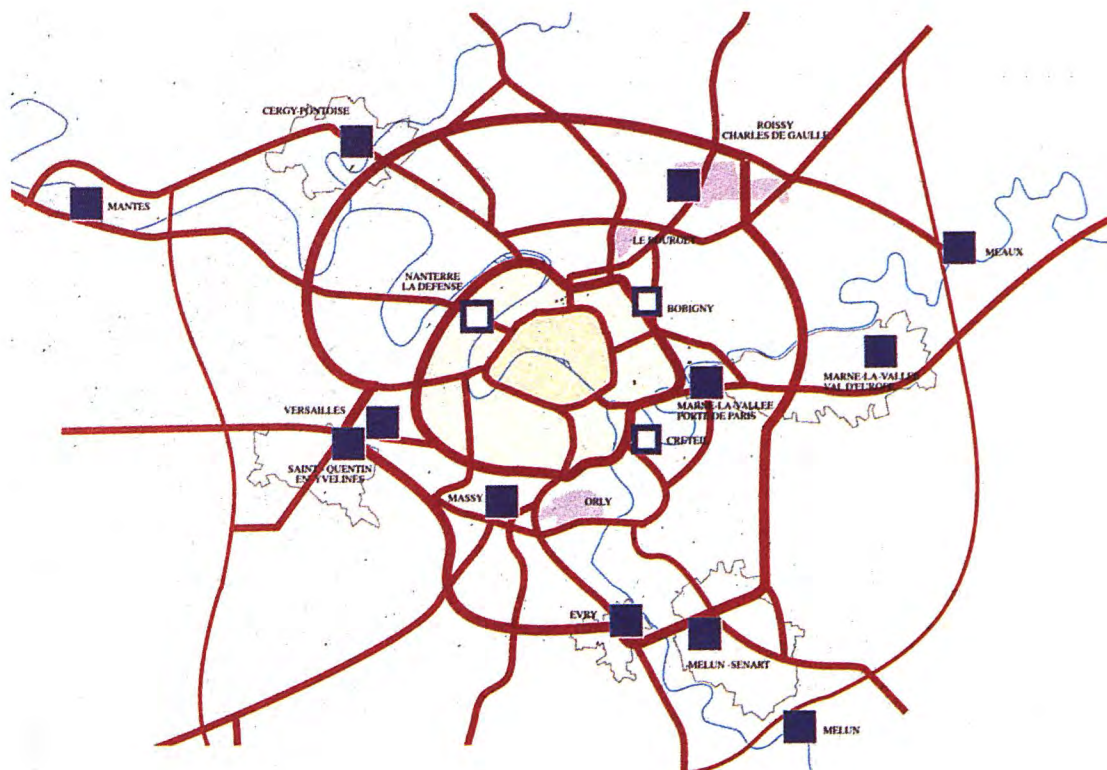 CERGY-PONTOISE
ROISSY
CHARLES DE GAULLE
MANTES
LE BOURGET
MEAUX
NANTERRE
LA DEFENSE
BOBIGNY
MARNE-LA-VALLEE
VAL D'EUROPE
VERSAILLES
MARNE-LA-VALLEE
PORTE DE PARIS
CRETEIL
SAINT-QUENTIN
EN YVELINES
MASSY
ORLY
EVRY
MELUN-SENART
MELUN